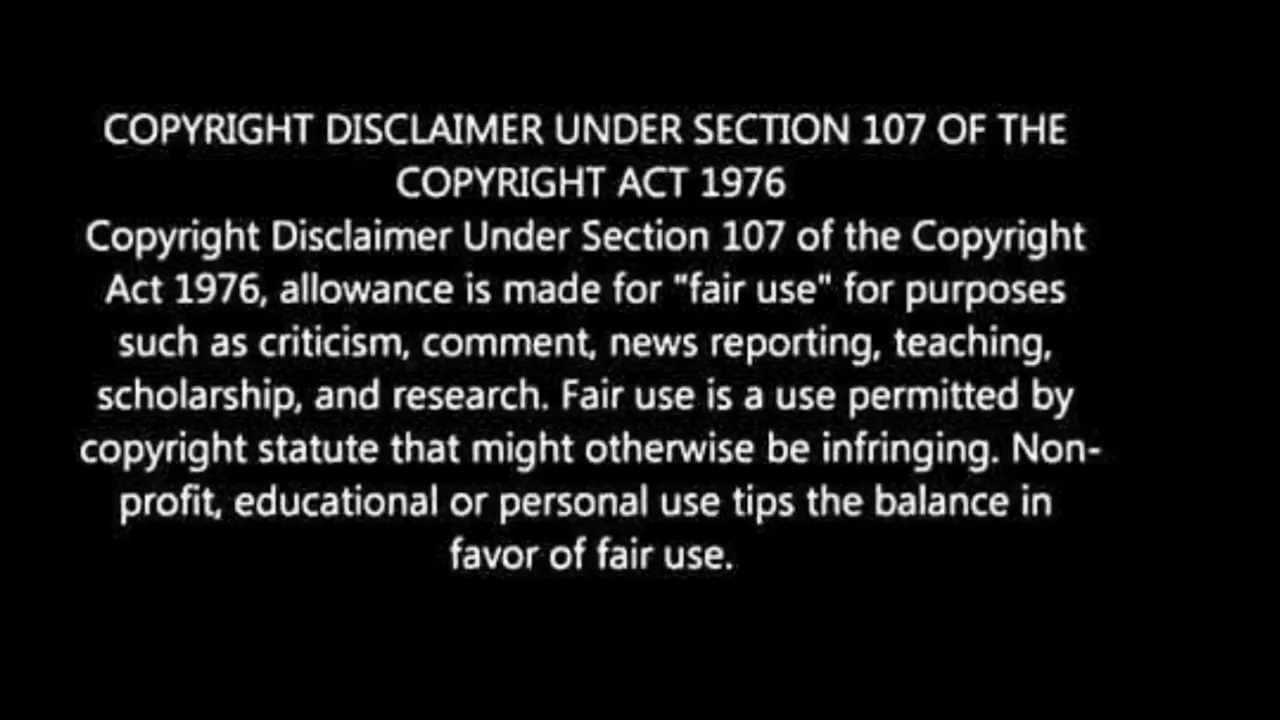 COPYRIGHT DISCLAIMER UNDER SECTION 107 OF THE
COPYRIGHT ACT 1976
Copyright Disclaimer Under Section 107 of the Copyright
Act 1976, allowance is made for "fair use" for purposes
such as criticism, comment, news reporting, teaching,
scholarship, and research. Fair use is a use permitted by
copyright statute that might otherwise be infringing. Non-
profit, educational or personal use tips the balance in
favor of fair use.